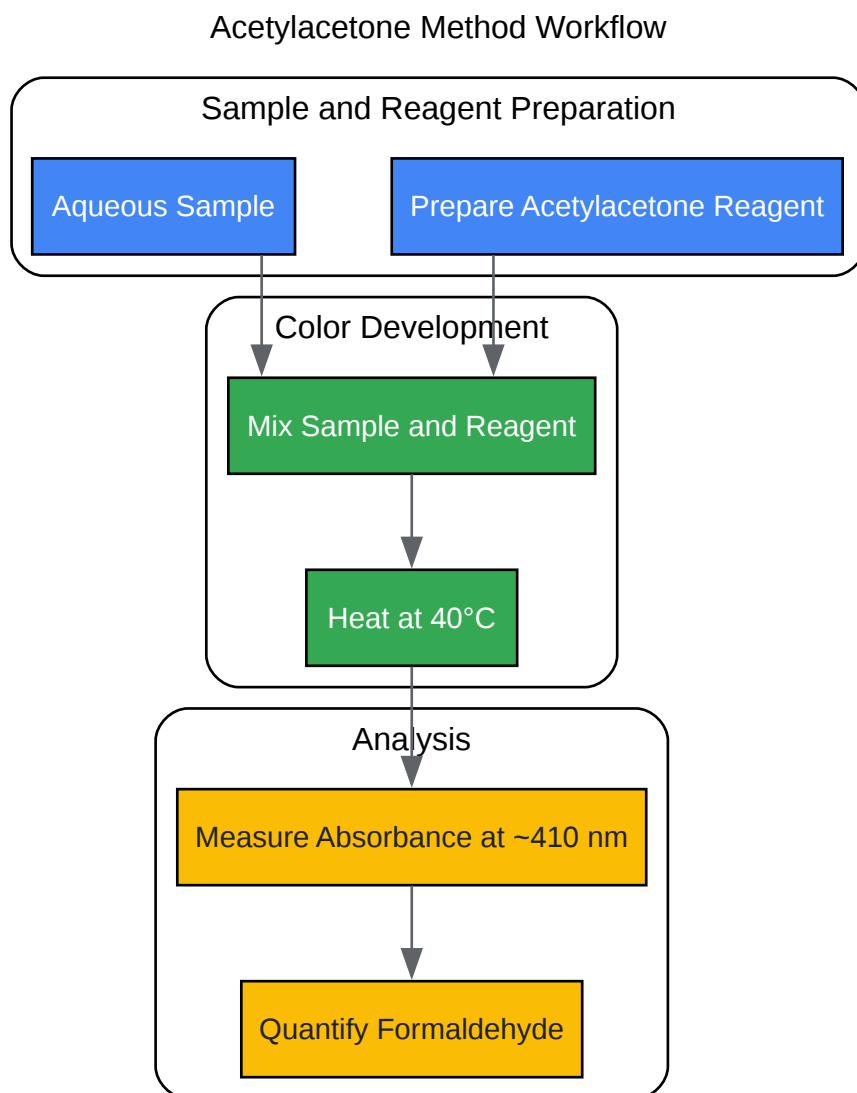 Acetylacetone Method Workflow
Sample and Reagent Preparation
Aqueous Sample
Prepare Acetylacetone Reagent
Color Development
Mix Sample and Reagent
Heat at 40°C
Analysis
Measure Absorbance at ~410 nm
Quantify Formaldehyde